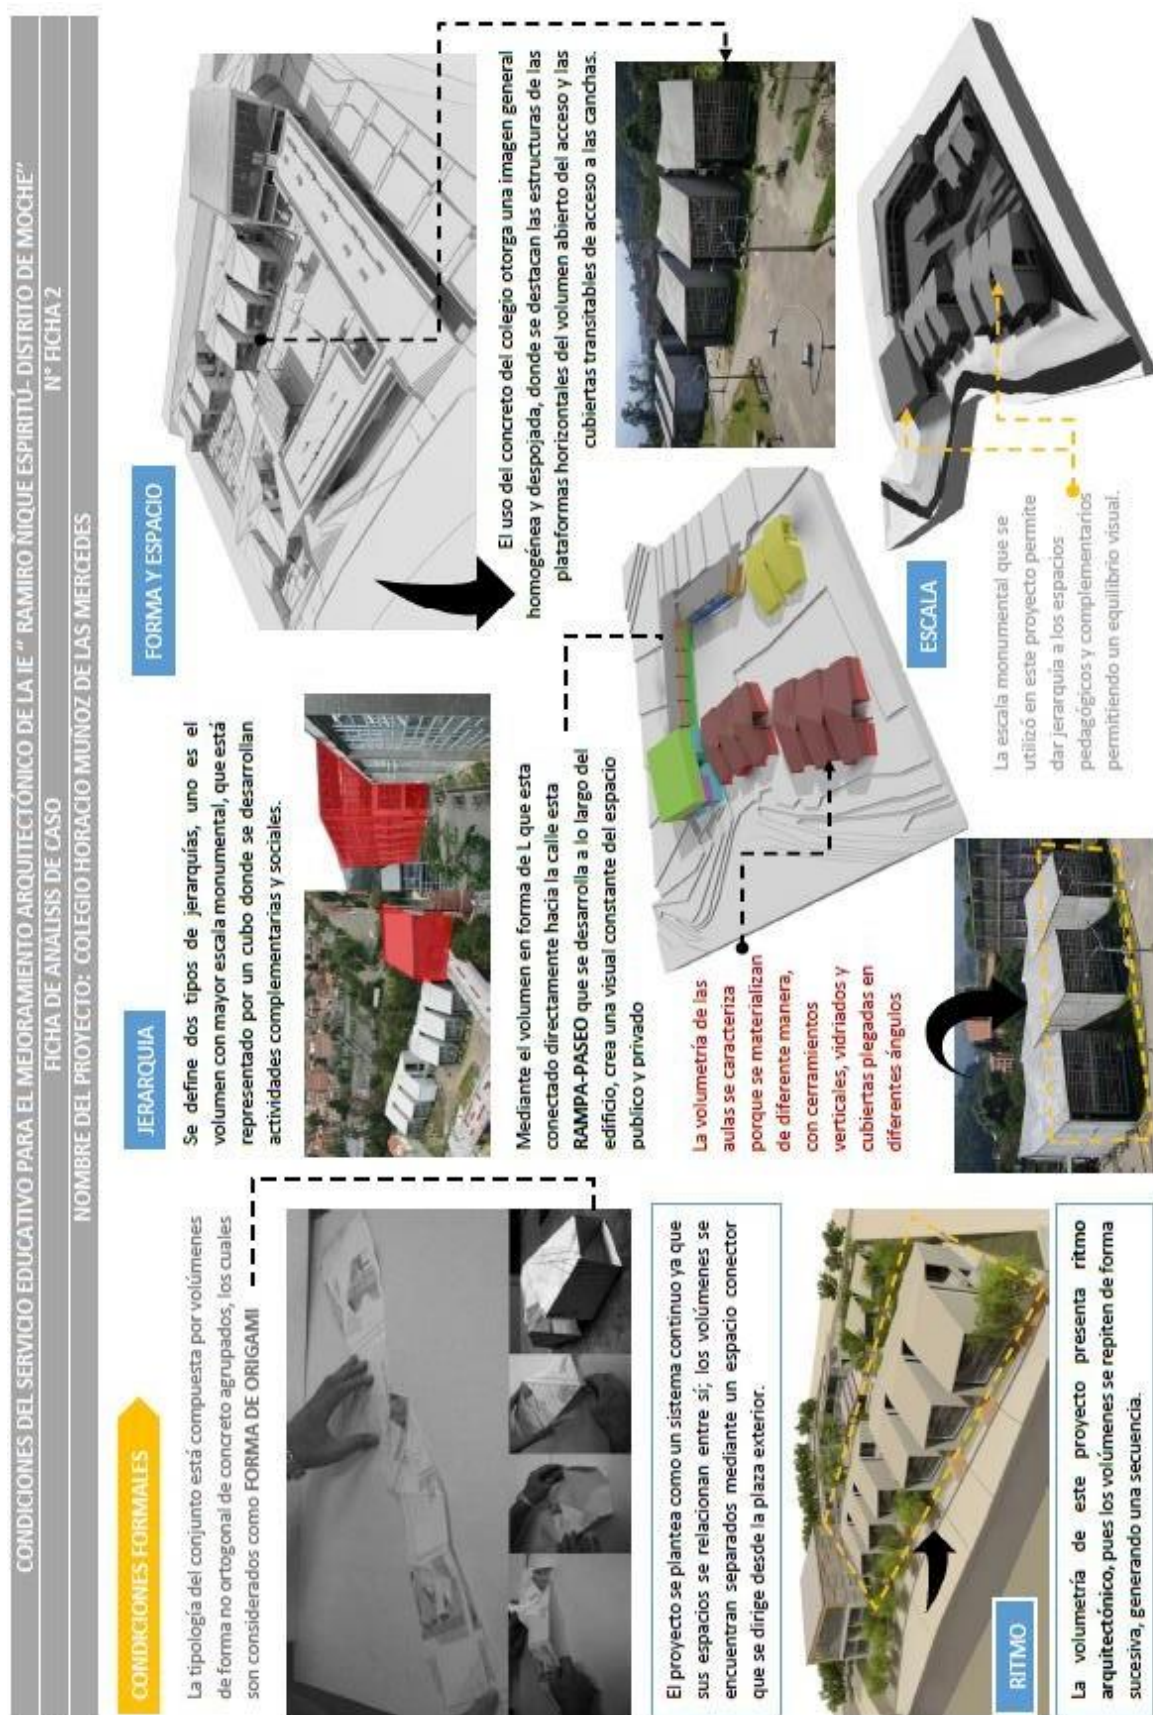 CONDICIONES DEL SERVICIO EDUCATIVO PARA EL MEJORAMIENTO ARQUITECTÓNICO DE LA IE " RAMIRO ÑIQUE ESPIRITÚ- DISTRITO DE MOCHE"
FICHA DE ANALISIS DE CASO
N° FICHA 2
NOMBRE DEL PROYECTO: COLEGIO HORACIO MUÑOZ DE LAS MERCEDES
CONDICIONES FORMALES
La tipología del conjunto está compuesta por volúmenes
de forma no ortogonal de concreto agrupados, los cuales
son considerados como FORMA DE ORIGAMI
El proyecto se plantea como un sistema continuo ya que
sus espacios se relacionan entre sí; los volúmenes se
encuentran separados mediante un espacio conector
que se dirige desde la plaza exterior.
RITMO
La volumetría de este proyecto presenta ritmo
arquitectónico, pues los volúmenes se repiten de forma
sucesiva, generando una secuencia.
JERARQUIA
Se define dos tipos de jerarquías, uno es el
volumen con mayor escala monumental, que está
representado por un cubo donde se desarrollan
actividades complementarias y sociales.
Mediante el volumen en forma de L que esta
conectado directamente hacia la calle esta
RAMPA-PASEO que se desarrolla a lo largo del
edificio, crea una visual constante del espacio
publico y privado
La volumetría de las
aulas se caracteriza
porque se materializan
de diferente manera,
con cerramientos
verticales, vidriados y
cubiertas plegadas en
diferentes ángulos
FORMA Y ESPACIO
El uso del concreto del colegio otorga una imagen general
homogénea y despojada, donde se destacan las estructuras de las
plataformas horizontales del volumen abierto del acceso y las
cubiertas transitables de acceso a las canchas.
ESCALA
La escala monumental que se
utilizó en este proyecto permite
dar jerarquía a los espacios
pedagógicos y complementarios
permitiendo un equilibrio visual.